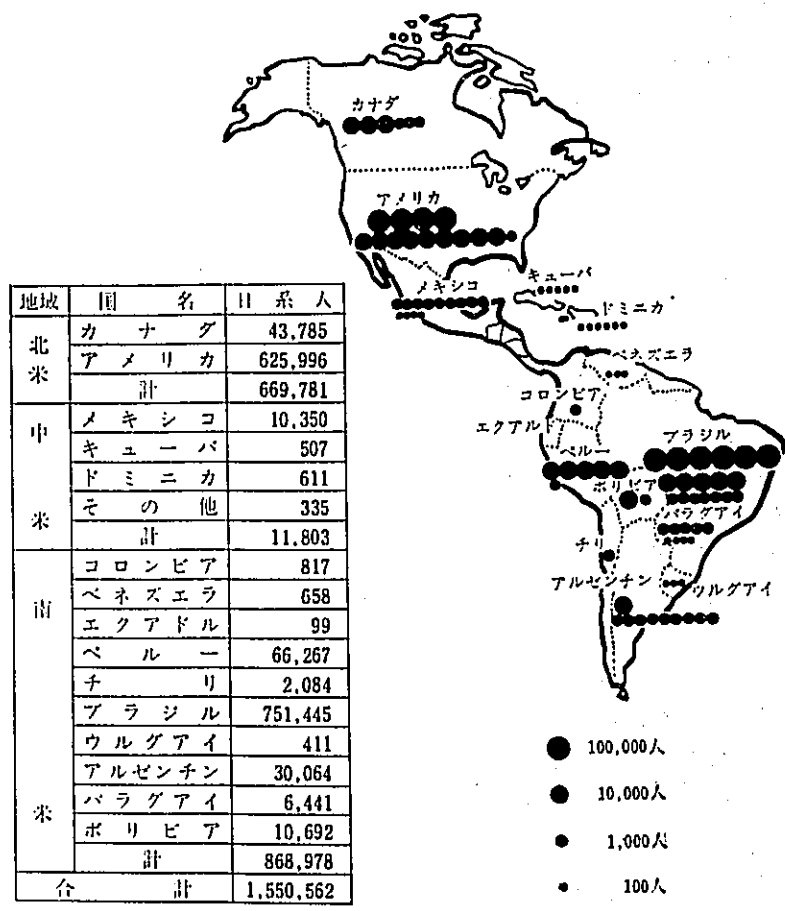 カナダ
アメリカ
メキシコ
キューバ
ドミニカ
ベネズエラ
コロンビア
エクアルド
ペルー
ブラジル
ボリビア
パラグアイ
チリ
アルゼンチン
ウルグアイ
100,000人
10,000人
1,000人
100人
地域 国名 日系人
北米 カナダ 43,785
アメリカ 625,996
計 669,781
中米 メキシコ 10,350
キューバ 507
ドミニカ 611
その他 335
計 11,803
南米 コロンビア 817
ベネズエラ 658
エクアドル 99
ペルー 66,267
チリ 2,084
ブラジル 751,445
ウルグアイ 411
アルゼンチン 30,064
パラグアイ 6,441
ボリビア 10,692
計 868,978
合計 1,550,562